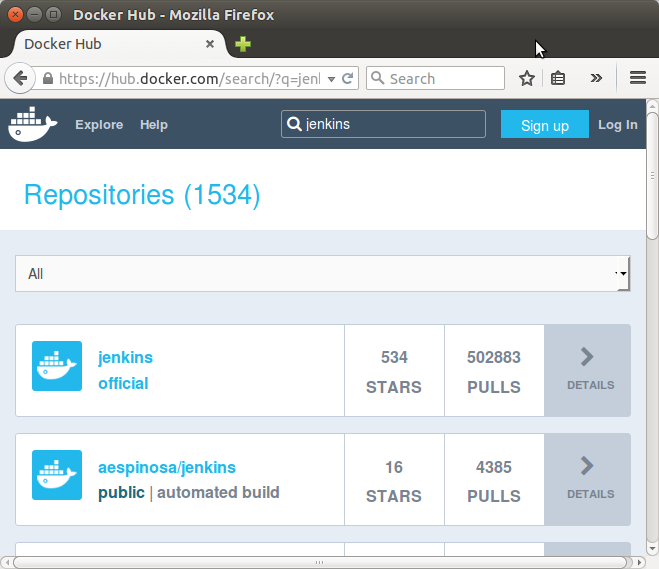 Docker Hub - Mozilla Firefox
Docker Hub
https://hub.docker.com/search/?q=jen
Search
Explore
Help
jenkins
Sign up
Log In
Repositories (1534)
All
jenkins
official
534
STARS
502883
PULLS
DETAILS
aespinosa/jenkins
public | automated build
16
STARS
4385
PULLS
DETAILS